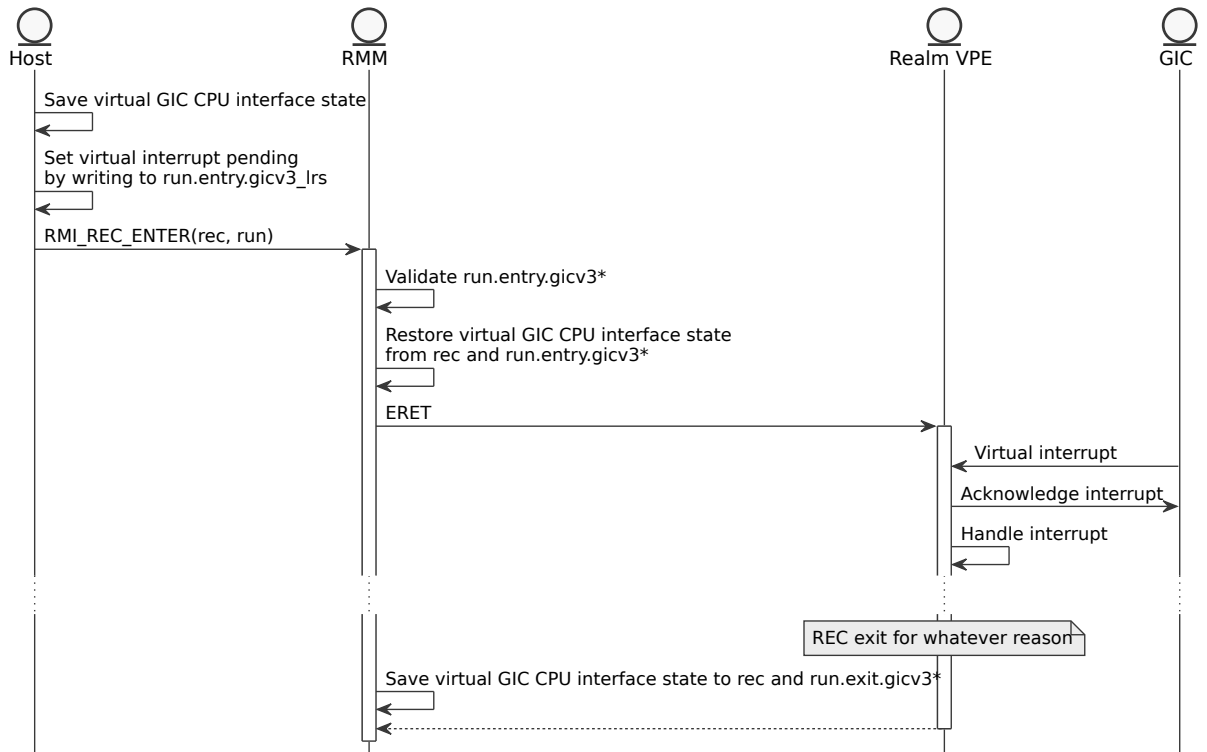 Host
RMM
Realm VPE
GIC
Save virtual GIC CPU interface state
Set virtual interrupt pending
by writing to run.entry.gicv3_lrs
RMI_REC_ENTER(rec, run)
Validate run.entry.gicv3*
Restore virtual GIC CPU interface state
from rec and run.entry.gicv3*
ERET
Virtual interrupt
Acknowledge interrupt
Handle interrupt
REC exit for whatever reason
Save virtual GIC CPU interface state to rec and run.exit.gicv3*